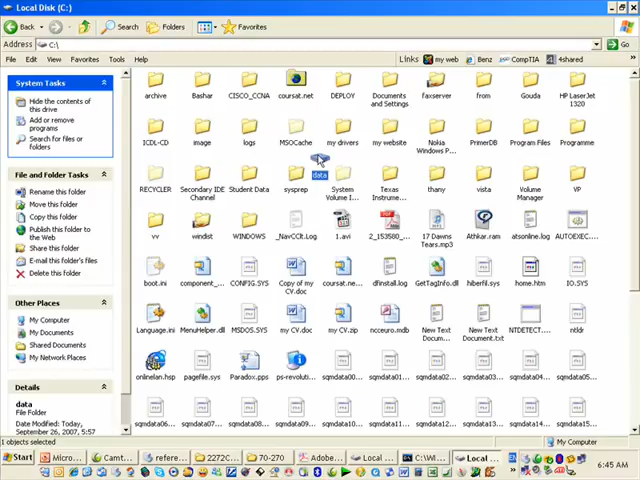 Local Disk (C:)
Back Search Folders Favorites
Address C:\ Go
File Edit View Favorites Tools Help my web Benz CompTIA 4shared
System Tasks
Hide the contents of
this drive
Add or remove
programs
Search for files or
folders
File and Folder Tasks
Rename this folder
Move this folder
Copy this folder
Publish this folder to
the Web
Share this folder
E-mail this folder's files
Delete this folder
Other Places
My Computer
My Documents
Shared Documents
My Network Places
Details
data
File Folder
Date Modified: Today,
September 26, 2007, 5:57
archive Bashar CISCO_CCNA coursat.net DEPLOY Documents and Settings faxserver from Gouda HP LaserJet 1320
ICDL-CD image logs MSOCache my drivers my website Nokia Windows P... PrimerDB Program Files Programme
RECYCLER Secondary IDE Channel Student Data sysprep data System Volume I... Texas Instrume... thany vista Volume Manager VP
vv windist WINDOWS _NavCClt.Log 1.avi 2_153580_... 17 Dawns Tears.mp3 Athkar.ram atsonline.log AUTOEXEC....
boot.ini component_... CONFIG.SYS Copy of my CV.doc coursat.ne... dfinstall.log GetTagInfo.dll hiberfil.sys home.htm IO.SYS
Language.ini MenuHelper.dll MSDOS.SYS my CV.doc my CV.zip ncceuro.mdb New Text Docum... New Text Document.txt NTDETECT.... ntldr
onlinelan.hsp pagefile.sys Paradox.pps ps-revoluti... sqmdata00... sqmdata01... sqmdata02... sqmdata03... sqmdata04... sqmdata05...
sqmdata06... sqmdata07... sqmdata08... sqmdata09... sqmdata10... sqmdata11... sqmdata12... sqmdata13... sqmdata14... sqmdata15...
1 objects selected My Computer
Start Micro... Camt... refere... 2272C... 70-270 Adobe... Local ... C:\WI... Local ...
6:45 AM